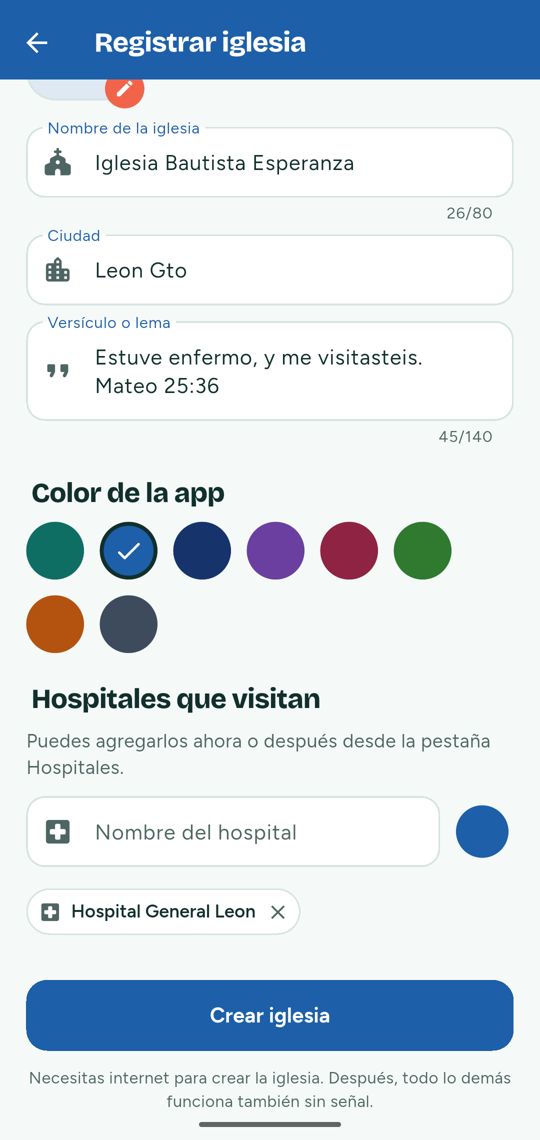 Registrar iglesia
Nombre de la iglesia
Iglesia Bautista Esperanza
26/80
Ciudad
Leon Gto
Versículo o lema
Estuve enfermo, y me visitasteis.
Mateo 25:36
45/140
Color de la app
Hospitales que visitan
Puedes agregarlos ahora o después desde la pestaña
Hospitales.
Nombre del hospital
Hospital General Leon
Crear iglesia
Necesitas internet para crear la iglesia. Después, todo lo demás
funciona también sin señal.